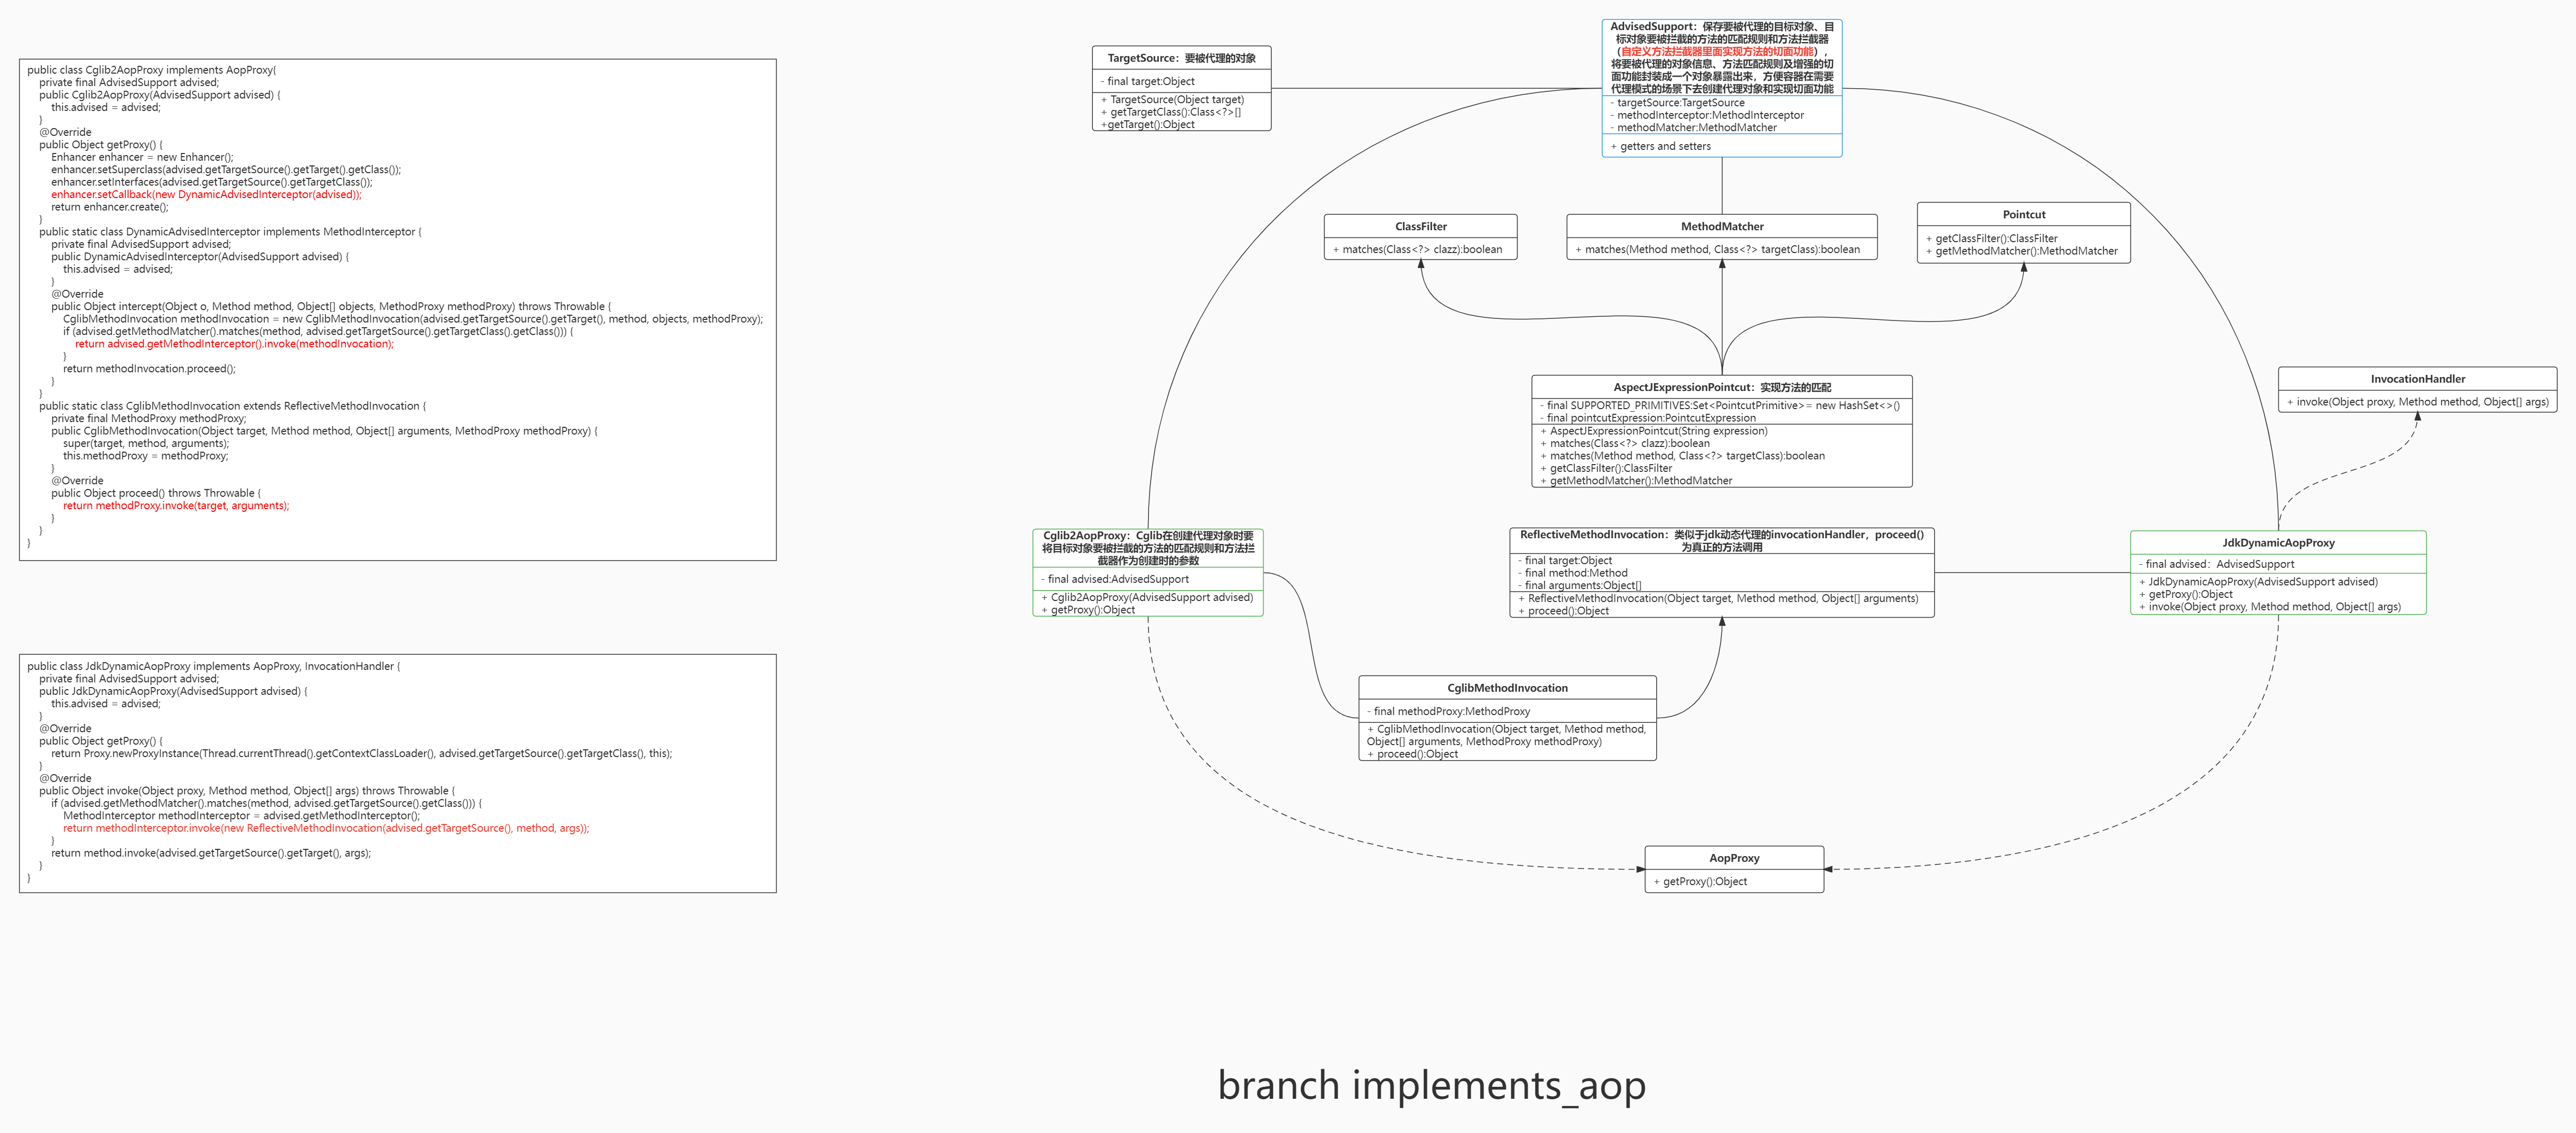 public class Cglib2AopProxy implements AopProxy{
private final AdvisedSupport advised;
public Cglib2AopProxy(AdvisedSupport advised) {
this.advised = advised;
}
@Override
public Object getProxy() {
Enhancer enhancer = new Enhancer();
enhancer.setSuperclass(advised.getTargetSource().getTarget().getClass());
enhancer.setInterfaces(advised.getTargetSource().getTargetClass());
enhancer.setCallback(new DynamicAdvisedInterceptor(advised));
return enhancer.create();
}
public static class DynamicAdvisedInterceptor implements MethodInterceptor {
private final AdvisedSupport advised;
public DynamicAdvisedInterceptor(AdvisedSupport advised) {
this.advised = advised;
}
@Override
public Object intercept(Object o, Method method, Object[] objects, MethodProxy methodProxy) throws Throwable {
CglibMethodInvocation methodInvocation = new CglibMethodInvocation(advised.getTargetSource().getTarget(), method, objects, methodProxy);
if (advised.getMethodMatcher().matches(method, advised.getTargetSource().getTargetClass().getClass())) {
return advised.getMethodInterceptor().invoke(methodInvocation);
}
return methodInvocation.proceed();
}
}
public static class CglibMethodInvocation extends ReflectiveMethodInvocation {
private final MethodProxy methodProxy;
public CglibMethodInvocation(Object target, Method method, Object[] arguments, MethodProxy methodProxy) {
super(target, method, arguments);
this.methodProxy = methodProxy;
}
@Override
public Object proceed() throws Throwable {
return methodProxy.invoke(target, arguments);
}
}
}
public class JdkDynamicAopProxy implements AopProxy, InvocationHandler {
private final AdvisedSupport advised;
public JdkDynamicAopProxy(AdvisedSupport advised) {
this.advised = advised;
}
@Override
public Object getProxy() {
return Proxy.newProxyInstance(Thread.currentThread().getContextClassLoader(), advised.getTargetSource().getTargetClass(), this);
}
@Override
public Object invoke(Object proxy, Method method, Object[] args) throws Throwable {
if (advised.getMethodMatcher().matches(method, advised.getTargetSource().getClass())) {
MethodInterceptor methodInterceptor = advised.getMethodInterceptor();
return methodInterceptor.invoke(new ReflectiveMethodInvocation(advised.getTargetSource(), method, args));
}
return method.invoke(advised.getTargetSource().getTarget(), args);
}
}
TargetSource：要被代理的对象
- final target:Object
+ TargetSource(Object target)
+ getTargetClass():Class<?>[]
+getTarget():Object
AdvisedSupport：保存要被代理的目标对象、目
标对象要被拦截的方法的匹配规则和方法拦截器
（自定义方法拦截器里面实现方法的切面功能），
将要被代理的对象信息、方法匹配规则及增强的切
面功能封装成一个对象暴露出来，方便容器在需要
代理模式的场景下去创建代理对象和实现切面功能
- targetSource:TargetSource
- methodInterceptor:MethodInterceptor
- methodMatcher:MethodMatcher
+ getters and setters
ClassFilter
+ matches(Class<?> clazz):boolean
MethodMatcher
+ matches(Method method, Class<?> targetClass):boolean
Pointcut
+ getClassFilter():ClassFilter
+ getMethodMatcher():MethodMatcher
AspectJExpressionPointcut：实现方法的匹配
- final SUPPORTED_PRIMITIVES:Set<PointcutPrimitive>= new HashSet<>()
- final pointcutExpression:PointcutExpression
+ AspectJExpressionPointcut(String expression)
+ matches(Class<?> clazz):boolean
+ matches(Method method, Class<?> targetClass):boolean
+ getClassFilter():ClassFilter
+ getMethodMatcher():MethodMatcher
InvocationHandler
+ invoke(Object proxy, Method method, Object[] args)
Cglib2AopProxy：Cglib在创建代理对象时要
将目标对象要被拦截的方法的匹配规则和方法拦
截器作为创建时的参数
- final advised:AdvisedSupport
+ Cglib2AopProxy(AdvisedSupport advised)
+ getProxy():Object
ReflectiveMethodInvocation：类似于jdk动态代理的invocationHandler，proceed()
为真正的方法调用
- final target:Object
- final method:Method
- final arguments:Object[]
+ ReflectiveMethodInvocation(Object target, Method method, Object[] arguments)
+ proceed():Object
JdkDynamicAopProxy
- final advised：AdvisedSupport
+ JdkDynamicAopProxy(AdvisedSupport advised)
+ getProxy():Object
+ invoke(Object proxy, Method method, Object[] args)
CglibMethodInvocation
- final methodProxy:MethodProxy
+ CglibMethodInvocation(Object target, Method method,
Object[] arguments, MethodProxy methodProxy)
+ proceed():Object
AopProxy
+ getProxy():Object
branch implements_aop